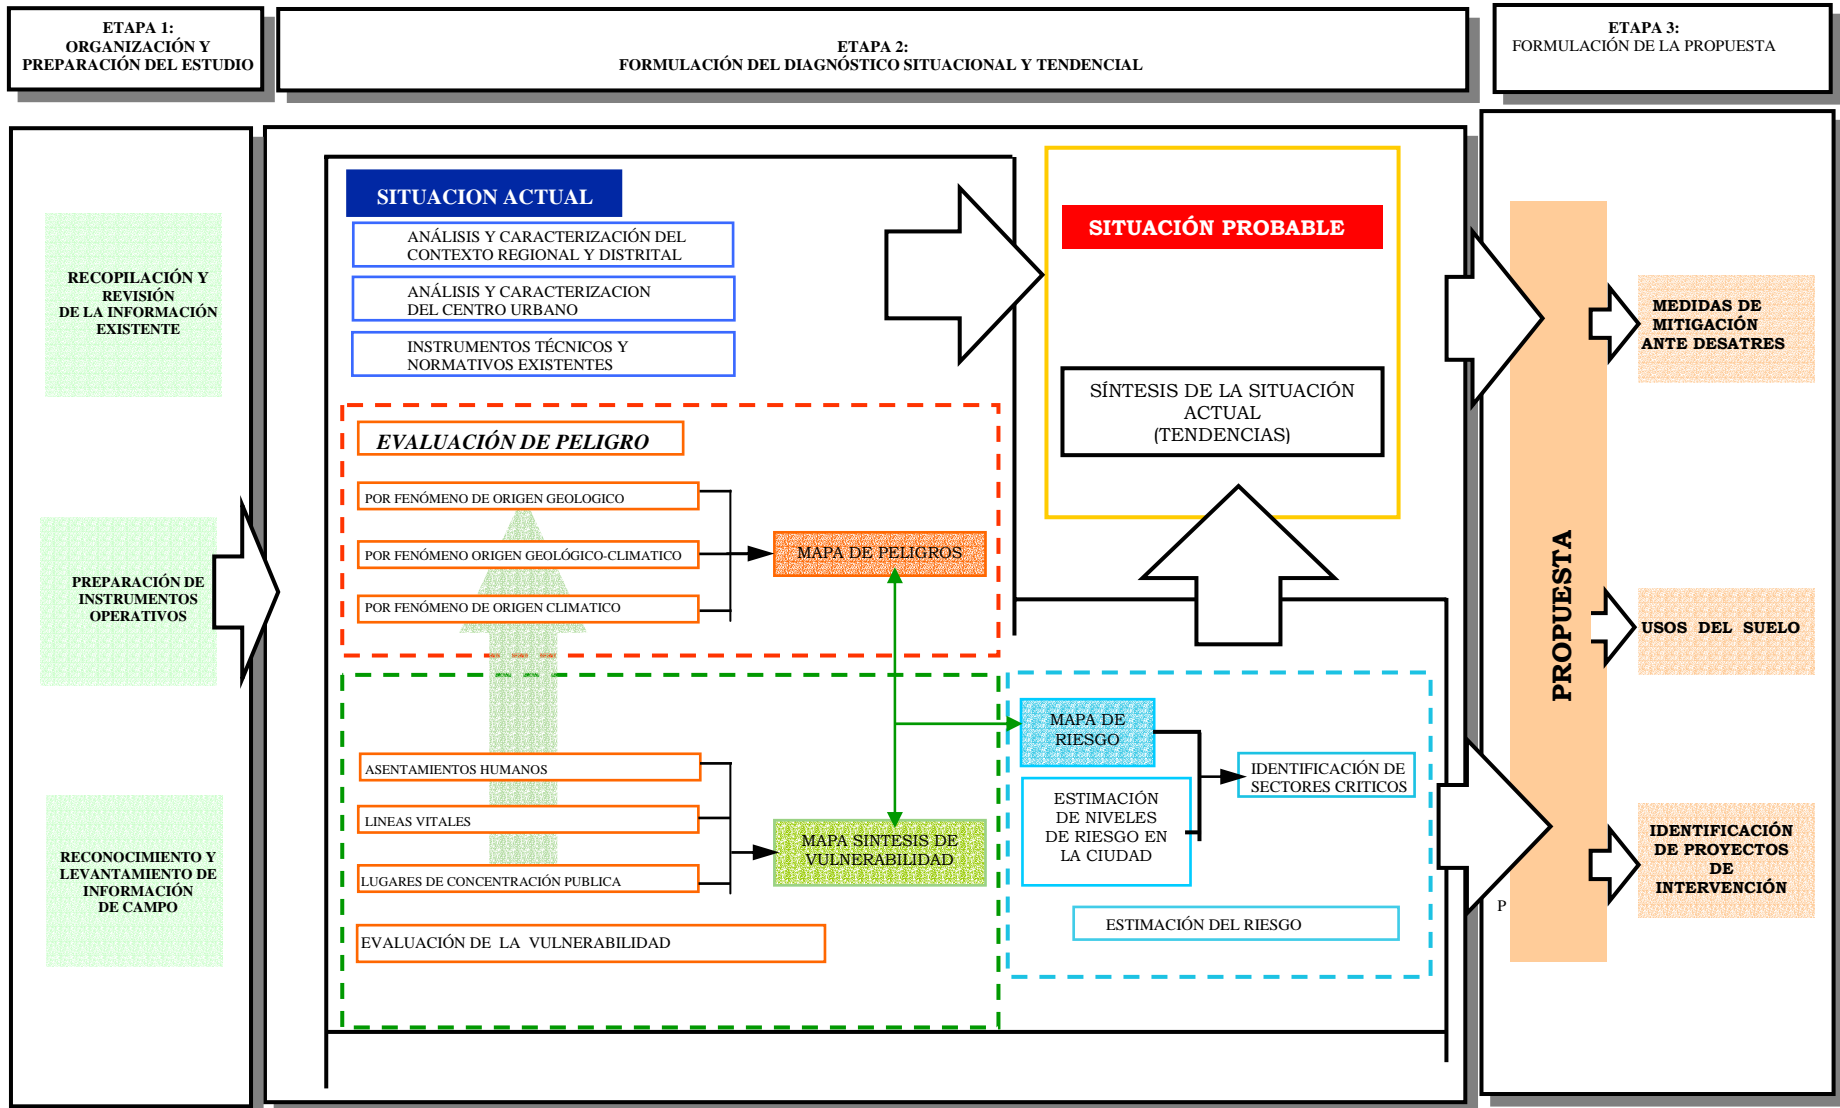 ETAPA 1:
ORGANIZACIÓN Y
PREPARACIÓN DEL ESTUDIO
ETAPA 2:
FORMULACIÓN DEL DIAGNÓSTICO SITUACIONAL Y TENDENCIAL
ETAPA 3:
FORMULACIÓN DE LA PROPUESTA
RECOPILACIÓN Y
REVISIÓN
DE LA INFORMACIÓN
EXISTENTE
PREPARACIÓN DE
INSTRUMENTOS
OPERATIVOS
RECONOCIMIENTO Y
LEVANTAMIENTO DE
INFORMACIÓN
DE CAMPO
SITUACION ACTUAL
ANÁLISIS Y CARACTERIZACIÓN DEL
CONTEXTO REGIONAL Y DISTRITAL
ANÁLISIS Y CARACTERIZACION
DEL CENTRO URBANO
INSTRUMENTOS TÉCNICOS Y
NORMATIVOS EXISTENTES
EVALUACIÓN DE PELIGRO
POR FENÓMENO DE ORIGEN GEOLOGICO
POR FENÓMENO ORIGEN GEOLÓGICO-CLIMATICO
POR FENÓMENO DE ORIGEN CLIMATICO
MAPA DE PELIGROS
ASENTAMIENTOS HUMANOS
LINEAS VITALES
LUGARES DE CONCENTRACIÓN PUBLICA
MAPA SINTESIS DE
VULNERABILIDAD
EVALUACIÓN DE LA VULNERABILIDAD
SITUACIÓN PROBABLE
SÍNTESIS DE LA SITUACIÓN
ACTUAL
(TENDENCIAS)
MAPA DE
RIESGO
ESTIMACIÓN
DE NIVELES
DE RIESGO EN
LA CIUDAD
IDENTIFICACIÓN DE
SECTORES CRITICOS
ESTIMACIÓN DEL RIESGO
PROPUESTA
P
MEDIDAS DE
MITIGACIÓN
ANTE DESATRES
USOS DEL SUELO
IDENTIFICACIÓN
DE PROYECTOS
DE
INTERVENCIÓN